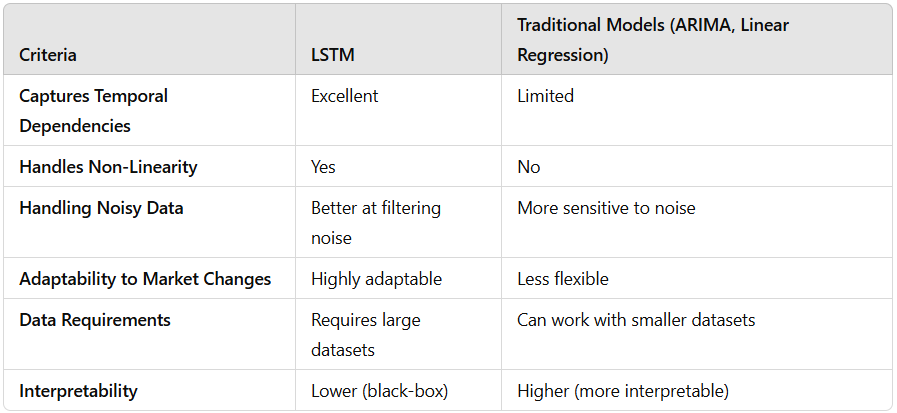 Criteria LSTM Traditional Models (ARIMA, Linear
Regression)
Captures Temporal Excellent Limited
Dependencies
Handles Non-Linearity Yes No
Handling Noisy Data Better at filtering More sensitive to noise
noise
Adaptability to Market Changes Highly adaptable Less flexible
Data Requirements Requires large Can work with smaller datasets
datasets
Interpretability Lower (black-box) Higher (more interpretable)